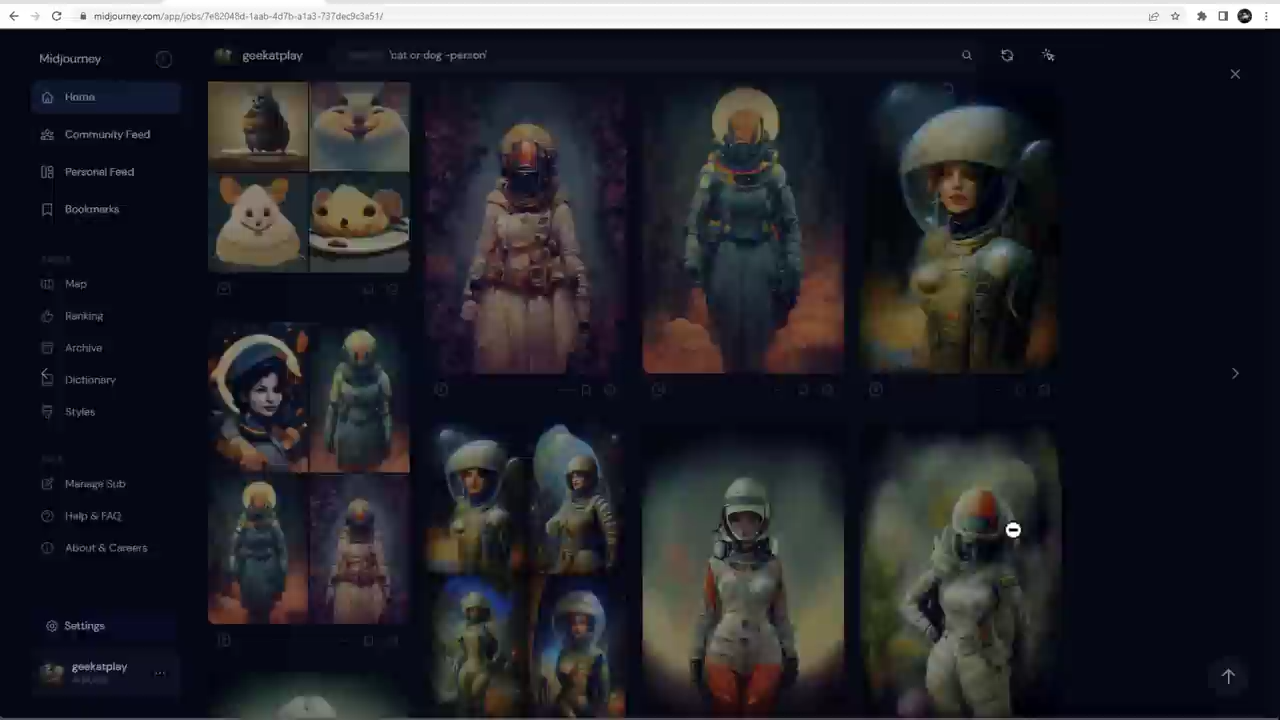 midjourney.com/app/jobs/7e82048d-1aab-4d7b-a1a3-737dec9c3a51/
Midjourney
geekatplay
'cat or dog -person'
Home
Community Feed
Personal Feed
Bookmarks
Map
Ranking
Archive
Dictionary
Styles
Manage Sub
Help & FAQ
About & Careers
Settings
geekatplay